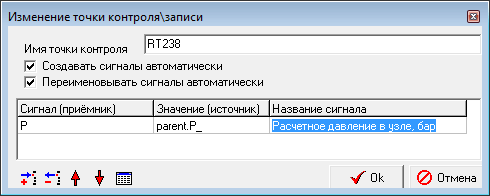 Изменение точки контроля\записи
Имя точки контроля RT238
Создавать сигналы автоматически
Переименовывать сигналы автоматически
Сигнал (приёмник) Значение (источник) Название сигнала
P parent.P_ Расчетное давление в узле, бар
Ok Отмена